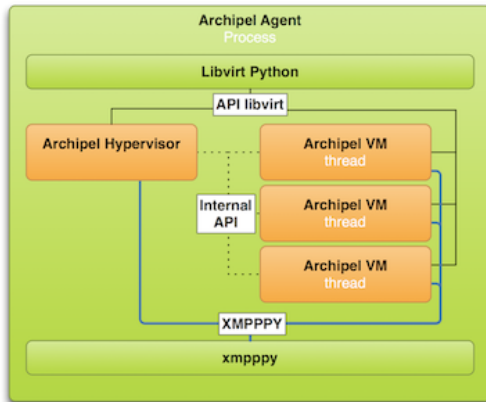 Archipel Agent
Process
Libvirt Python
API libvirt
Archipel Hypervisor
Archipel VM
thread
Internal
API
Archipel VM
thread
Archipel VM
thread
XMPPPY
xmpppy